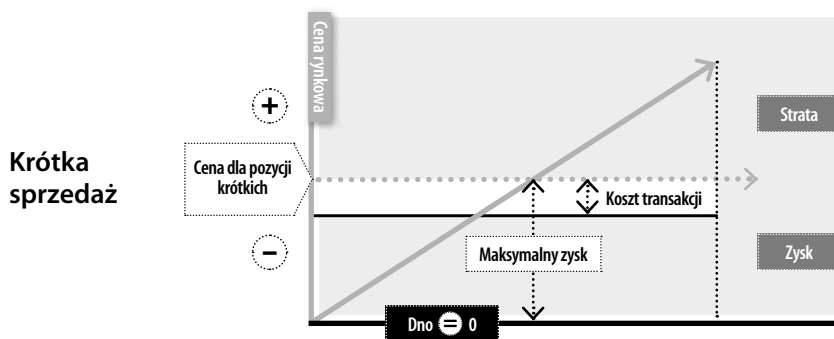 Cena rynkowa
+
Strata
Krótka
sprzedaż
Cena dla pozycji
krótkich
Koszt transakcji
−
Maksymalny zysk
Zysk
Dno = 0